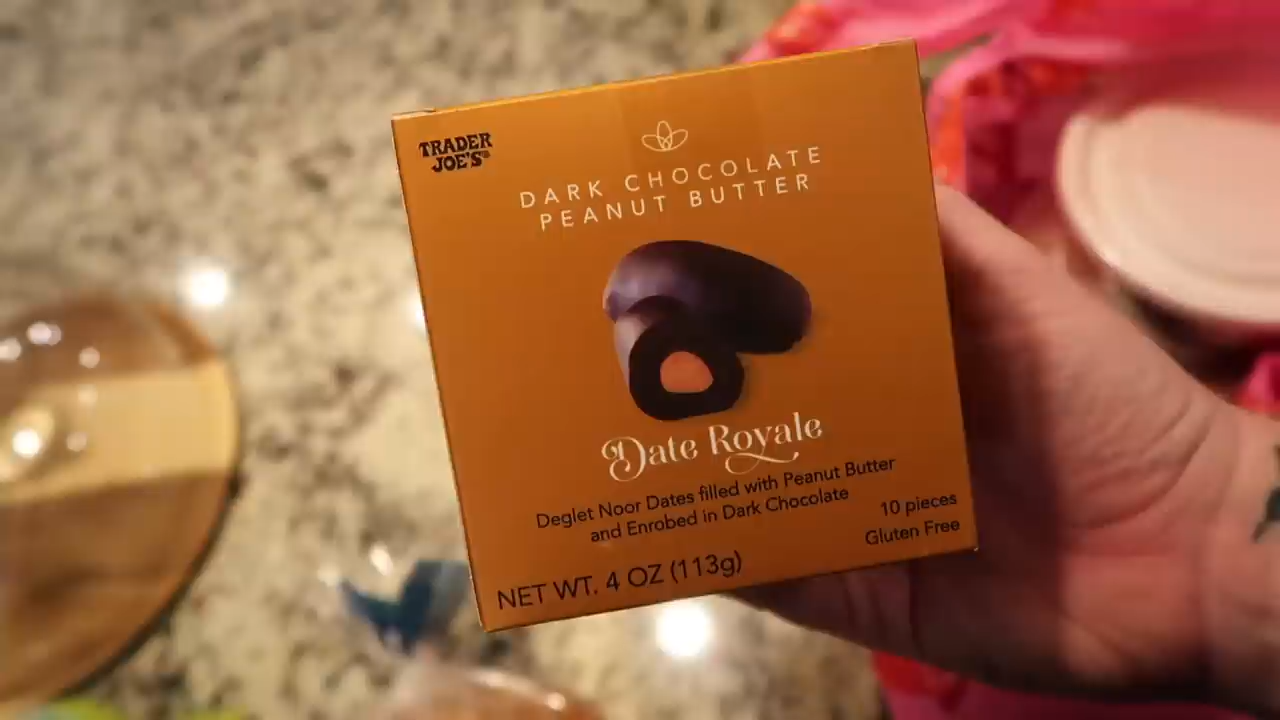 TRADER
JOE'S®
DARK CHOCOLATE
PEANUT BUTTER
Date Royale
Deglet Noor Dates filled with Peanut Butter
and Enrobed in Dark Chocolate
10 pieces
Gluten Free
NET WT. 4 OZ (113g)